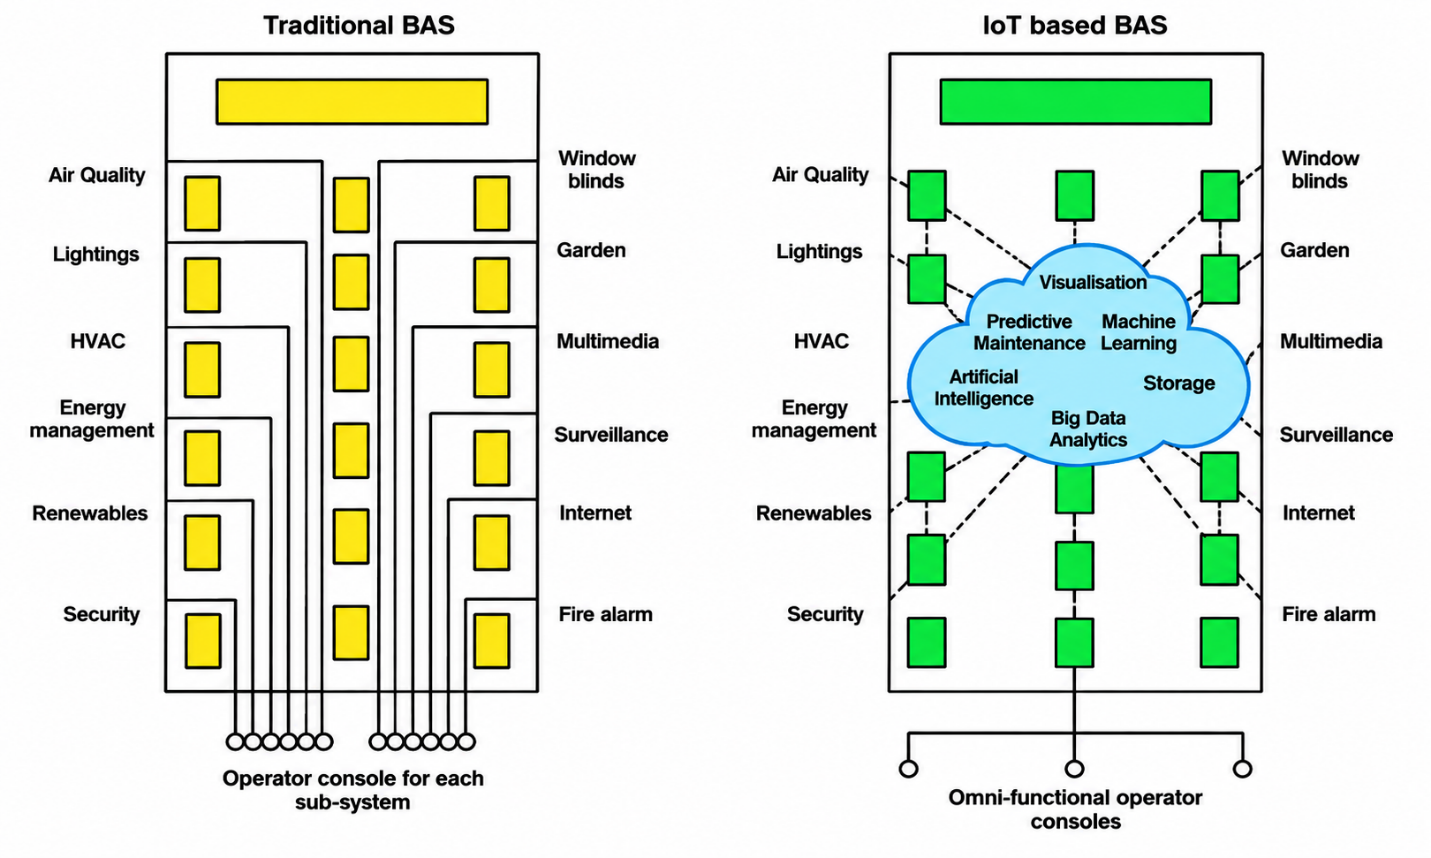 Traditional BAS
Air Quality
Lightings
HVAC
Energy
management
Renewables
Security
Window
blinds
Garden
Multimedia
Surveillance
Internet
Fire alarm
Operator console for each
sub-system
IoT based BAS
Air Quality
Lightings
HVAC
Energy
management
Renewables
Security
Visualisation
Predictive
Maintenance
Machine
Learning
Artificial
Intelligence
Storage
Big Data
Analytics
Window
blinds
Garden
Multimedia
Surveillance
Internet
Fire alarm
Omni-functional operator
consoles